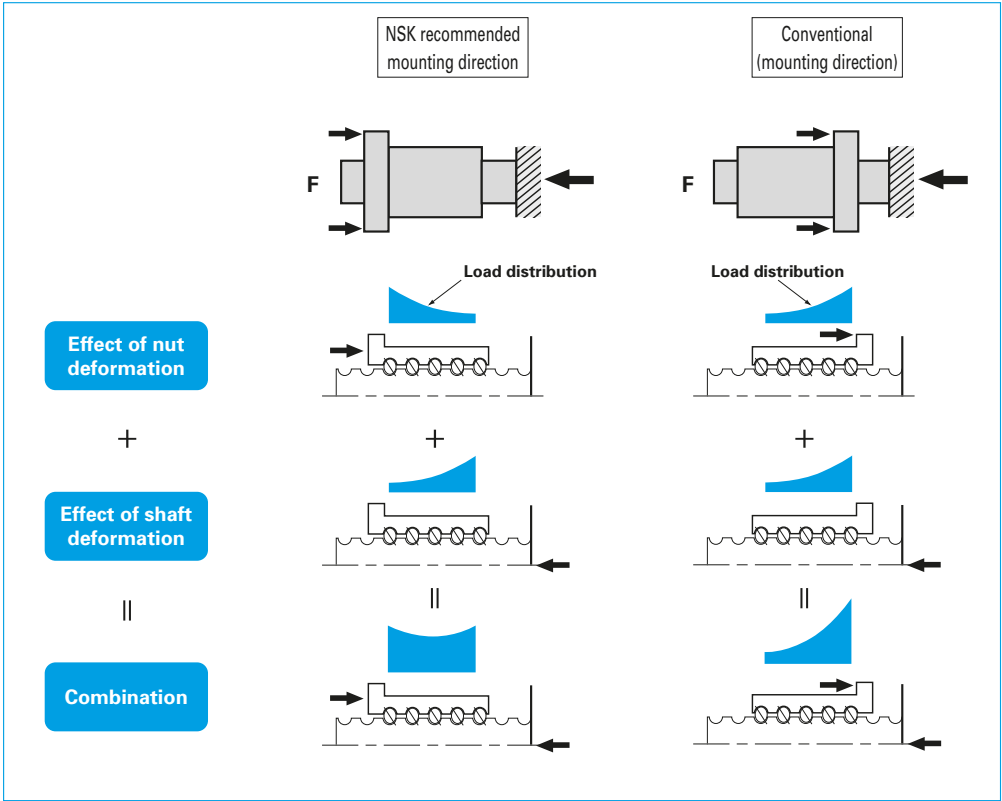 NSK recommended
mounting direction
Conventional
(mounting direction)
F
F
Load distribution
Load distribution
Effect of nut
deformation
+
+
+
Effect of shaft
deformation
=
=
=
Combination